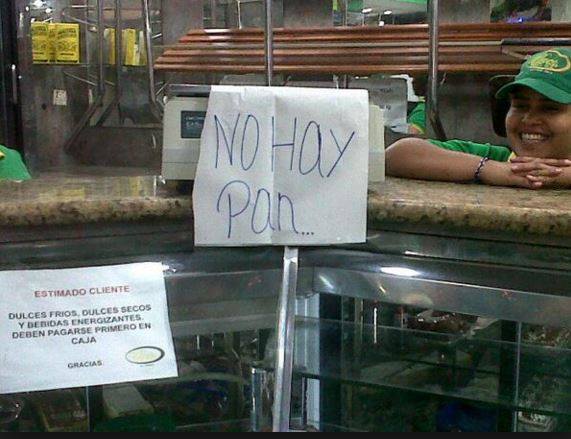 NO HAY
Pan...
ESTIMADO CLIENTE
DULCES FRIOS, DULCES SECOS
Y BEBIDAS ENERGIZANTES,
DEBEN PAGARSE PRIMERO EN
CAJA
GRACIAS.